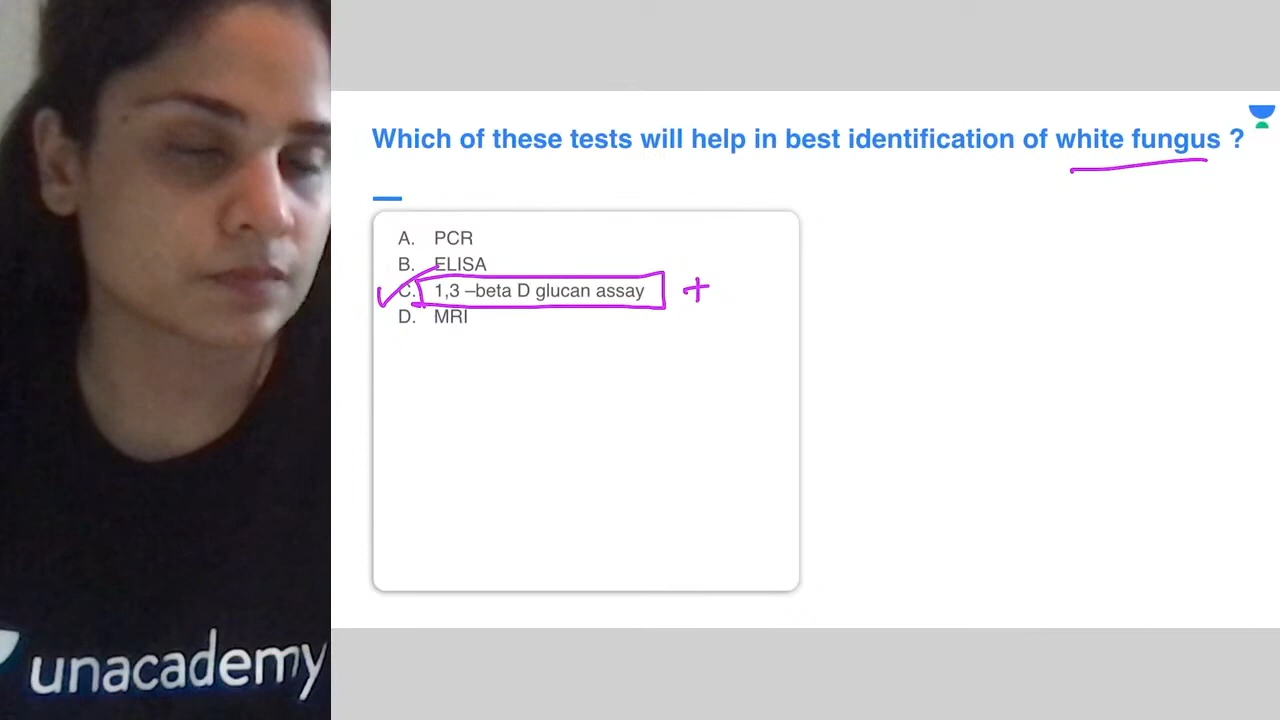 Which of these tests will help in best identification of white fungus ?
A. PCR
B. ELISA
C. 1,3 –beta D glucan assay +
D. MRI
unacademy